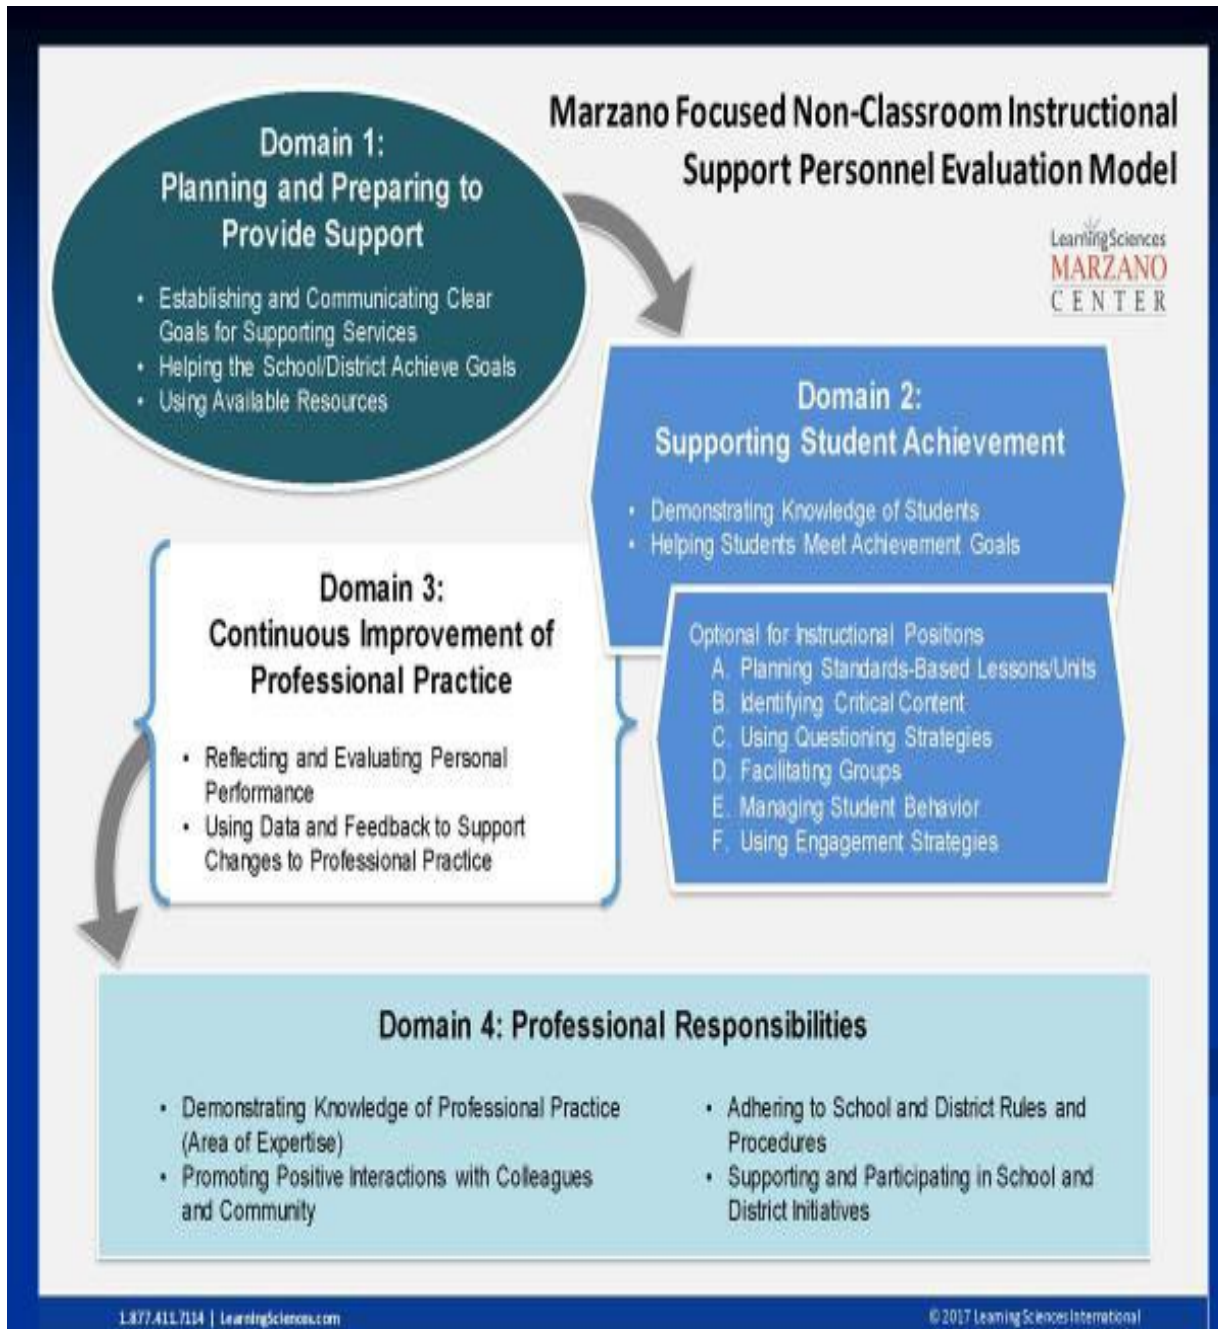 Marzano Focused Non-Classroom Instructional
Support Personnel Evaluation Model
LearningSciences
MARZANO
CENTER
Domain 1:
Planning and Preparing to
Provide Support
• Establishing and Communicating Clear
Goals for Supporting Services
• Helping the School/District Achieve Goals
• Using Available Resources
Domain 2:
Supporting Student Achievement
• Demonstrating Knowledge of Students
• Helping Students Meet Achievement Goals
Optional for Instructional Positions
A. Planning Standards-Based Lessons/Units
B. Identifying Critical Content
C. Using Questioning Strategies
D. Facilitating Groups
E. Managing Student Behavior
F. Using Engagement Strategies
Domain 3:
Continuous Improvement of
Professional Practice
• Reflecting and Evaluating Personal
Performance
• Using Data and Feedback to Support
Changes to Professional Practice
Domain 4: Professional Responsibilities
• Demonstrating Knowledge of Professional Practice
(Area of Expertise)
• Promoting Positive Interactions with Colleagues
and Community
• Adhering to School and District Rules and
Procedures
• Supporting and Participating in School and
District Initiatives
1.877.411.7114 | LearningSciences.com
© 2017 Learning Sciences International